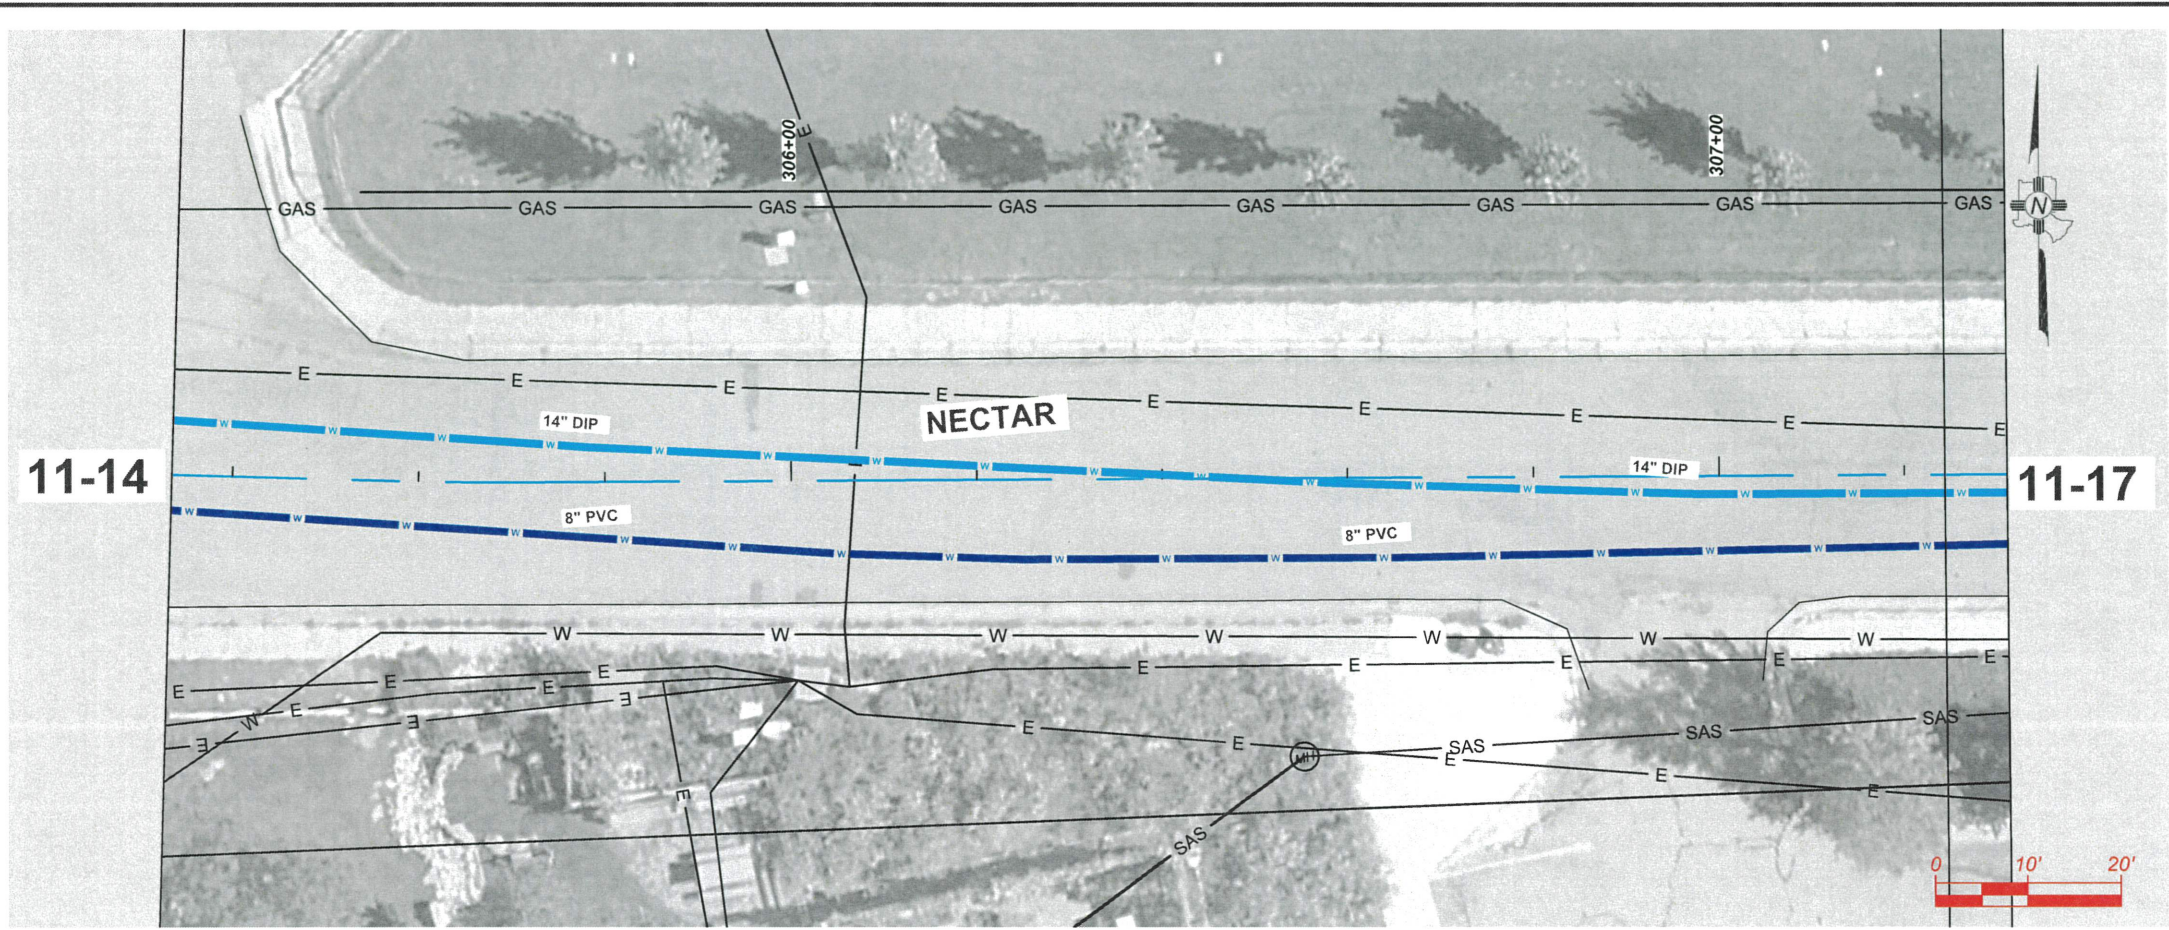 306+00
E
307+00
GAS GAS GAS GAS GAS GAS GAS GAS
N
E E E E E E E E E
NECTAR
14" DIP
W W W W W W W W W W W W W W W W W
14" DIP
11-14
11-17
8" PVC
8" PVC
W W W W W W W W W W W W W W W W W
W W W W W W W
E E E E E E E E
E E
E E E
W
E E E E E
E
MH
SAS SAS SAS
SAS
0 10' 20'